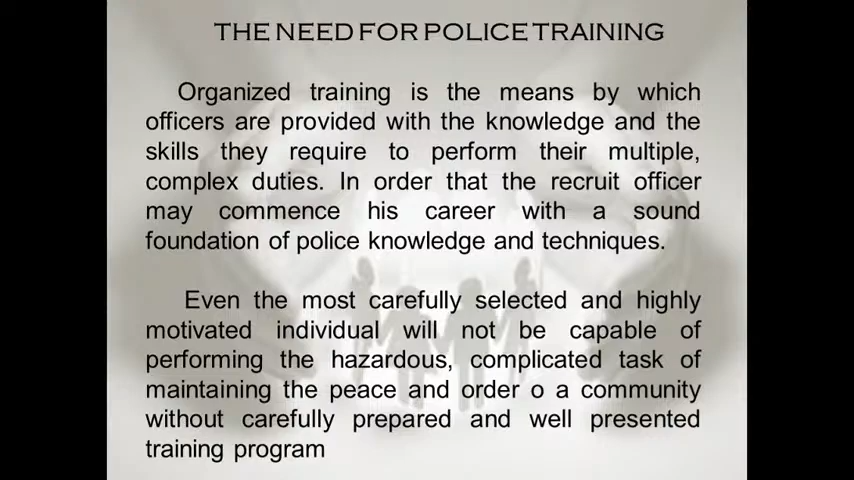 THE NEED FOR POLICE TRAINING
Organized training is the means by which
officers are provided with the knowledge and the
skills they require to perform their multiple,
complex duties. In order that the recruit officer
may commence his career with a sound
foundation of police knowledge and techniques.
Even the most carefully selected and highly
motivated individual will not be capable of
performing the hazardous, complicated task of
maintaining the peace and order o a community
without carefully prepared and well presented
training program